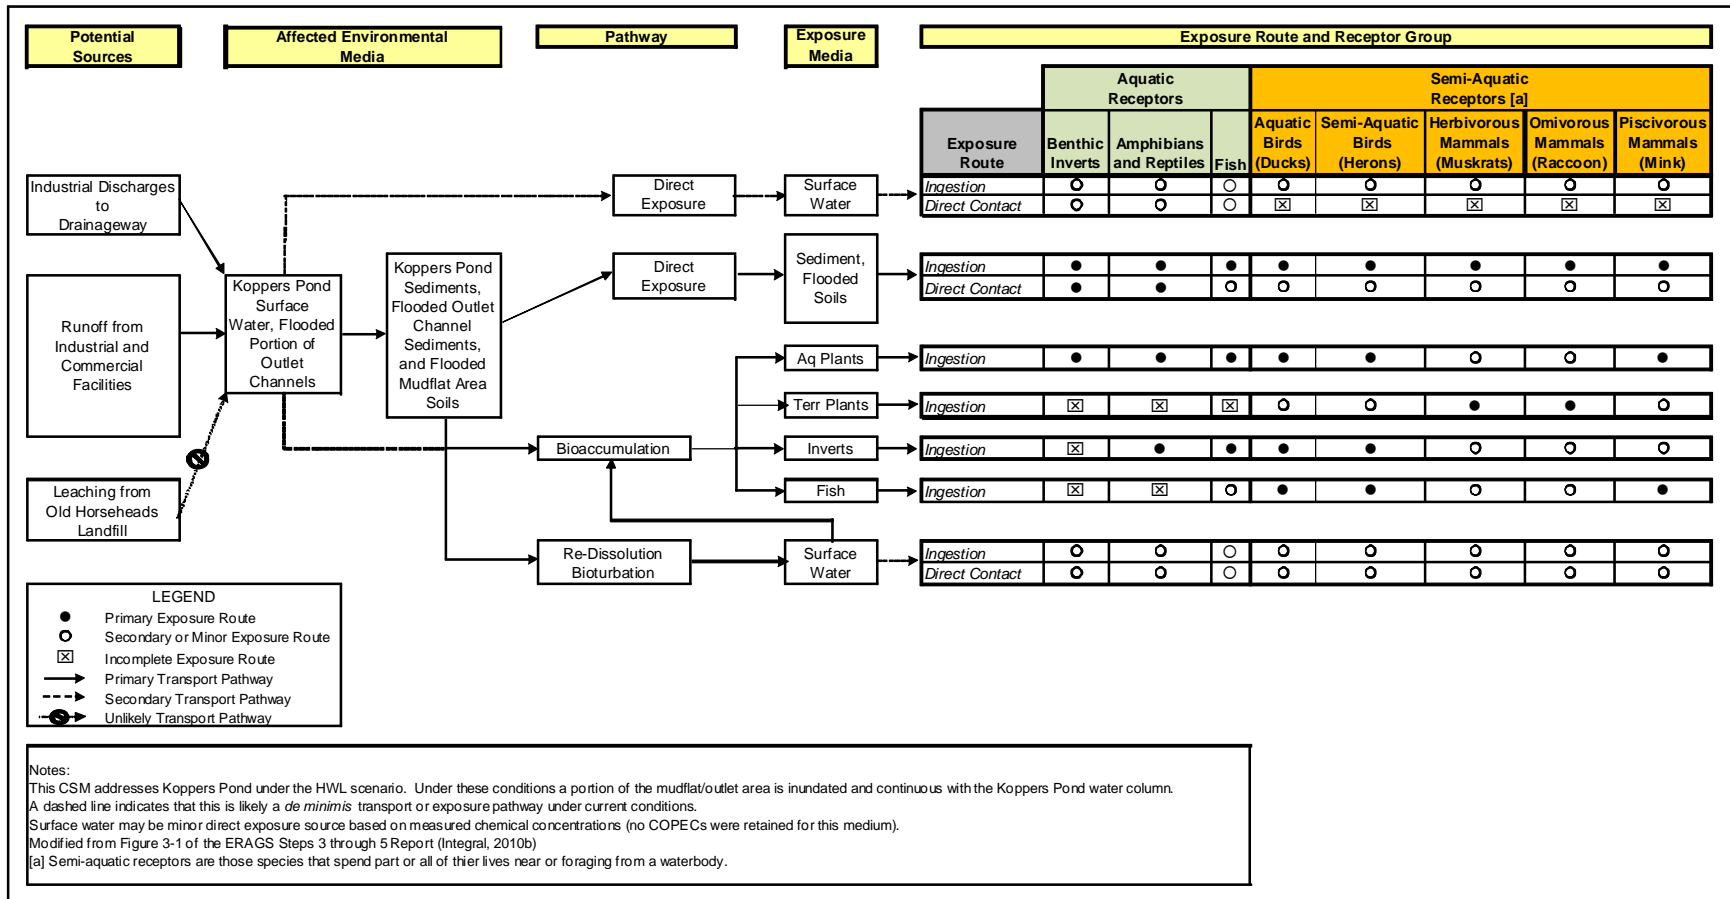 Potential
Sources
Affected Environmental
Media
Pathway
Exposure
Media
Exposure Route and Receptor Group
Aquatic
Receptors
Semi-Aquatic
Receptors [a]
Exposure
Route
Benthic
Inverts
Amphibians
and Reptiles
Fish
Aquatic
Birds
(Ducks)
Semi-Aquatic
Birds
(Herons)
Herbivorous
Mammals
(Muskrats)
Omivorous
Mammals
(Raccoon)
Piscivorous
Mammals
(Mink)
Industrial Discharges
to
Drainageway
Direct
Exposure
Surface
Water
Ingestion
Direct Contact
Runoff from
Industrial and
Commercial
Facilities
Koppers Pond
Surface
Water, Flooded
Portion of
Outlet
Channels
Koppers Pond
Sediments,
Flooded Outlet
Channel
Sediments,
and Flooded
Mudflat Area
Soils
Direct
Exposure
Sediment,
Flooded
Soils
Ingestion
Direct Contact
Aq Plants
Ingestion
Terr Plants
Ingestion
Bioaccumulation
Inverts
Ingestion
Fish
Ingestion
Leaching from
Old Horseheads
Landfill
Re-Dissolution
Bioturbation
Surface
Water
Ingestion
Direct Contact
LEGEND
Primary Exposure Route
Secondary or Minor Exposure Route
Incomplete Exposure Route
Primary Transport Pathway
Secondary Transport Pathway
Unlikely Transport Pathway
Notes:
This CSM addresses Koppers Pond under the HWL scenario. Under these conditions a portion of the mudflat/outlet area is inundated and continuous with the Koppers Pond water column.
A dashed line indicates that this is likely a de minimis transport or exposure pathway under current conditions.
Surface water may be minor direct exposure source based on measured chemical concentrations (no COPECs were retained for this medium).
Modified from Figure 3-1 of the ERAGS Steps 3 through 5 Report (Integral, 2010b)
[a] Semi-aquatic receptors are those species that spend part or all of thier lives near or foraging from a waterbody.